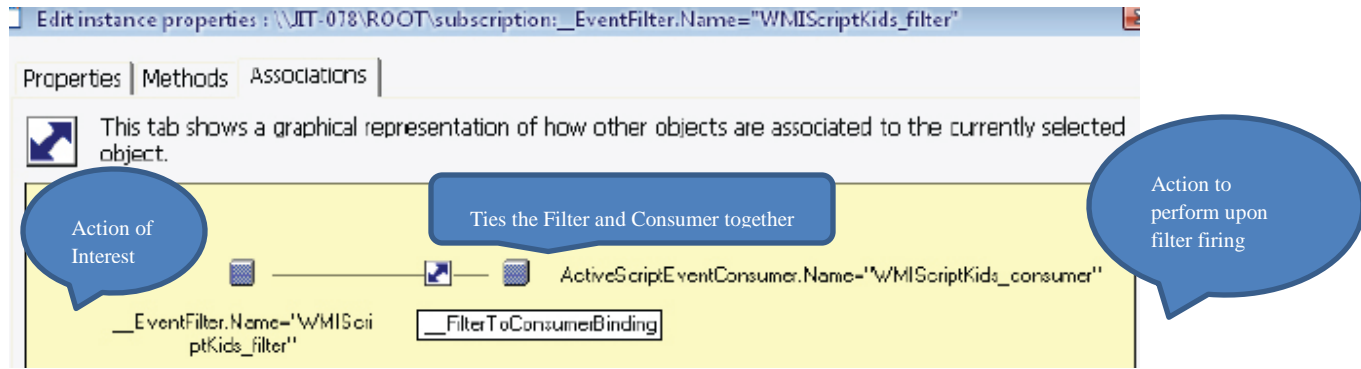 Edit instance properties : \\JIT-078\ROOT\subscription:__EventFilter.Name="WMIScriptKids_filter"
Properties Methods Associations
This tab shows a graphical representation of how other objects are associated to the currently selected
object.
Action of
Interest
Ties the Filter and Consumer together
Action to
perform upon
filter firing
ActiveScriptEventConsumer.Name="WMIScriptKids_consumer"
__EventFilter.Name="WMIScri
ptKids_filter"
__FilterToConsumerBinding